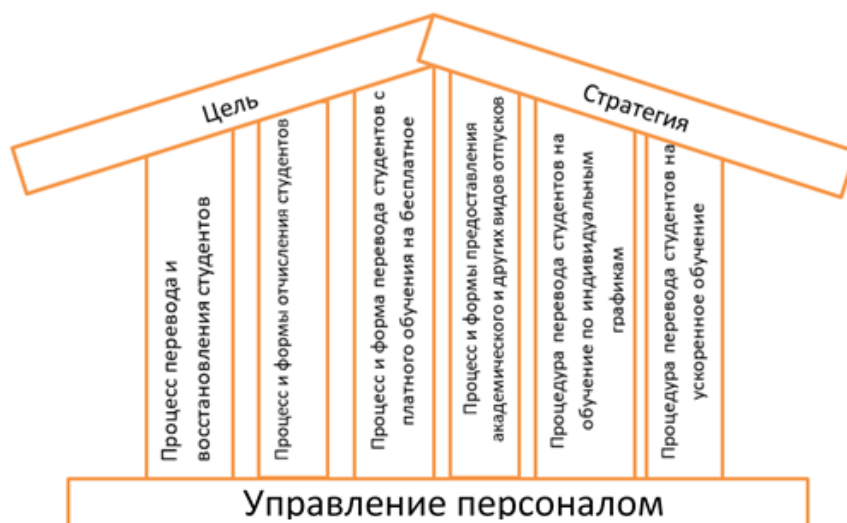 Цель
Стратегия
Процесс перевода и
восстановления студентов
Процесс и формы отчисления студентов
Процесс и форма перевода студентов с
платного обучения на бесплатное
Процесс и формы предоставления
академического и других видов отпусков
Процедура перевода студентов на
обучение по индивидуальным
графикам
Процедура перевода студентов на
ускоренное обучение
Управление персоналом